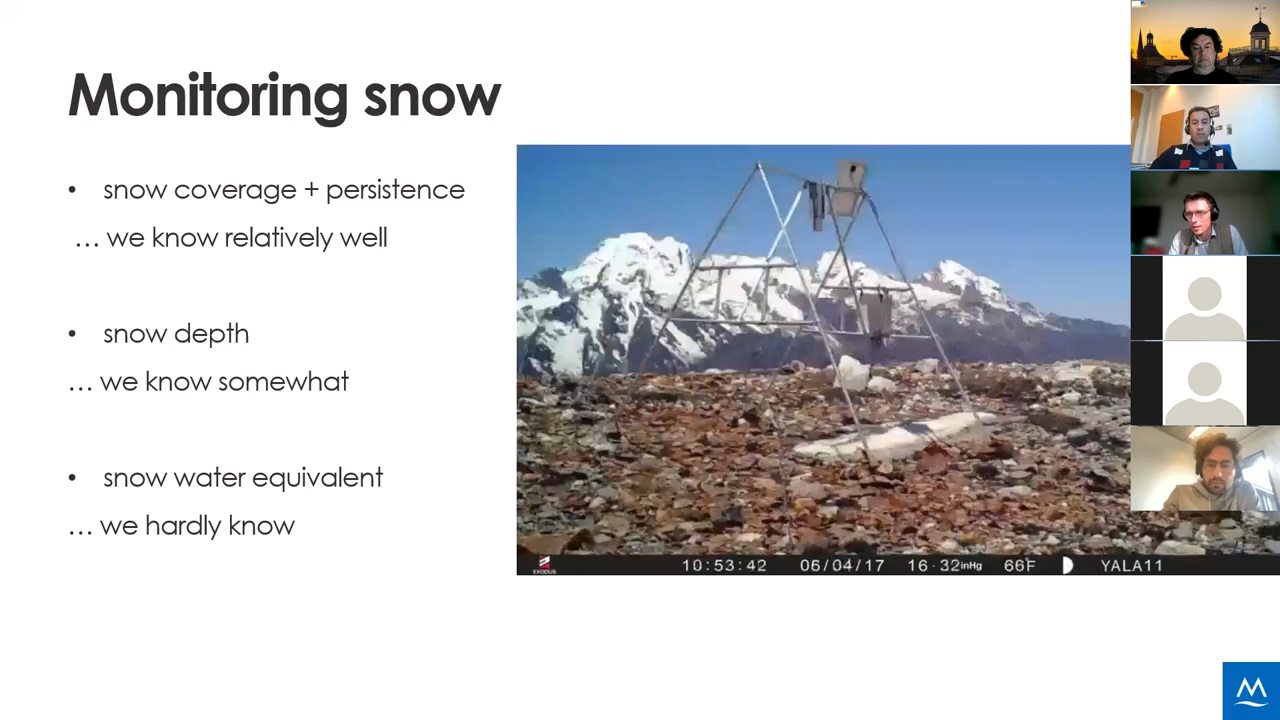 Monitoring snow
• snow coverage + persistence
… we know relatively well
• snow depth
… we know somewhat
• snow water equivalent
… we hardly know
EXODUS 10:53:42 06/04/17 16.32inHg 66F YALA11